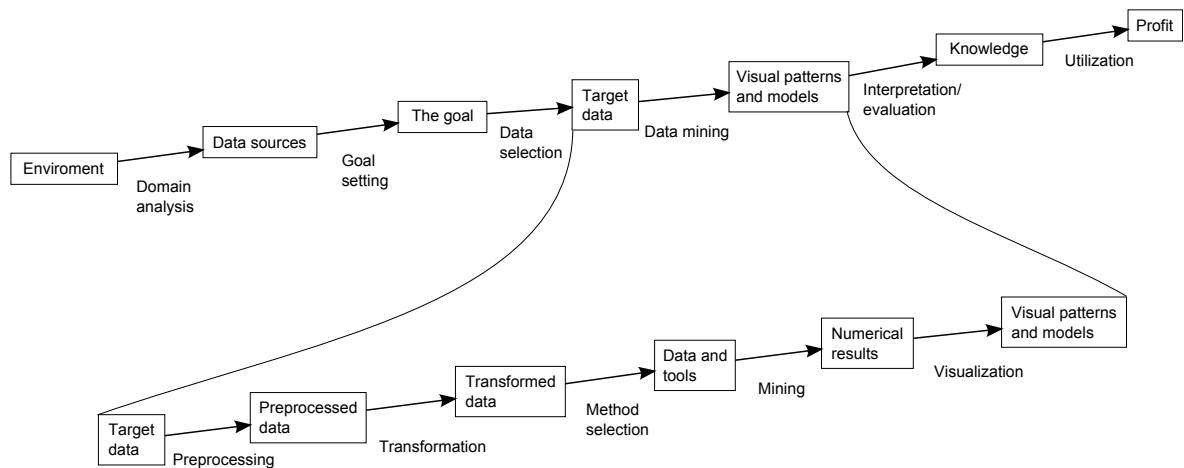 Enviroment
Domain
analysis
Data sources
Goal
setting
The goal
Data
selection
Target
data
Data mining
Visual patterns
and models
Interpretation/
evaluation
Knowledge
Utilization
Profit
Target
data
Preprocessing
Preprocessed
data
Transformation
Transformed
data
Method
selection
Data and
tools
Mining
Numerical
results
Visualization
Visual patterns
and models